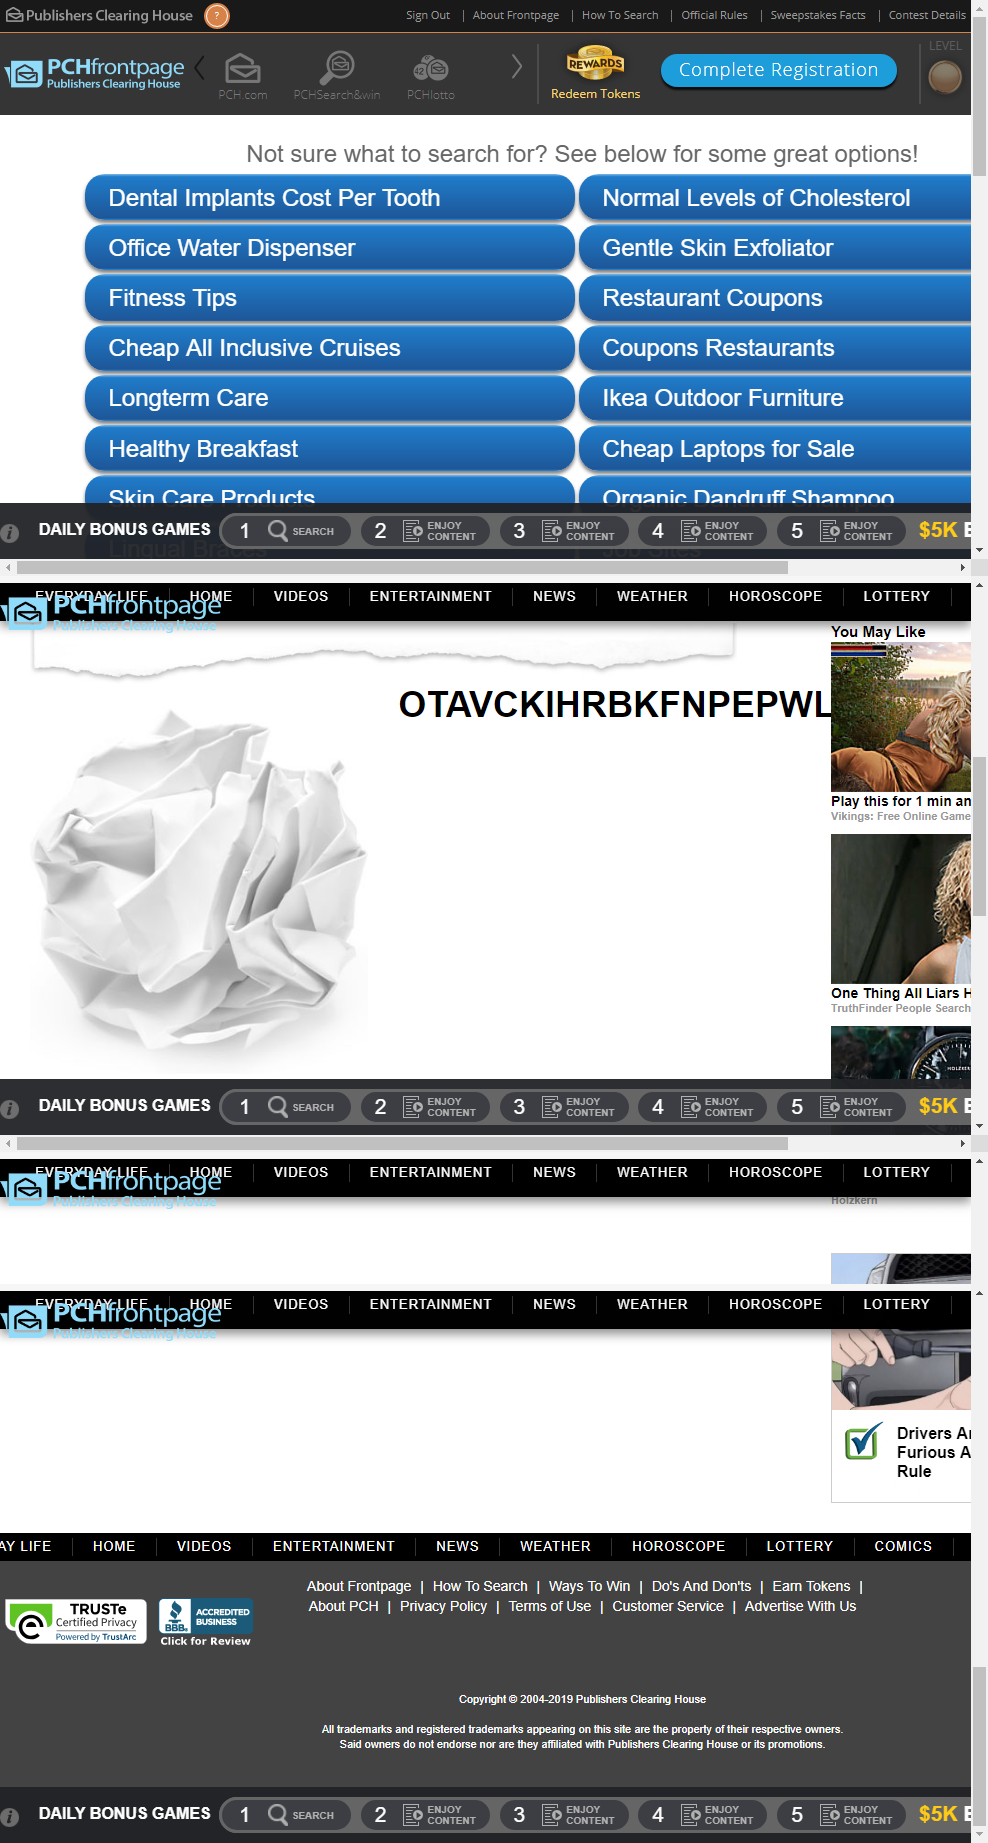 Publishers Clearing House ?
Sign Out | About Frontpage | How To Search | Official Rules | Sweepstakes Facts | Contest Details
PCHfrontpage
Publishers Clearing House
PCH.com
PCHSearch&win
42
PCHlotto
REWARDS
Redeem Tokens
Complete Registration
LEVEL
Not sure what to search for? See below for some great options!
Dental Implants Cost Per Tooth
Normal Levels of Cholesterol
Office Water Dispenser
Gentle Skin Exfoliator
Fitness Tips
Restaurant Coupons
Cheap All Inclusive Cruises
Coupons Restaurants
Longterm Care
Ikea Outdoor Furniture
Healthy Breakfast
Cheap Laptops for Sale
Skin Care Products
Organic Dandruff Shampoo
Lingual Braces
Job Sites
DAILY BONUS GAMES 1 SEARCH 2 ENJOY CONTENT 3 ENJOY CONTENT 4 ENJOY CONTENT 5 ENJOY CONTENT $5K E
EVERYDAY LIFE HOME VIDEOS ENTERTAINMENT NEWS WEATHER HOROSCOPE LOTTERY
PCHfrontpage
Publishers Clearing House
You May Like
OTAVCKIHRBKFNPEPWL
Play this for 1 min an
Vikings: Free Online Game
One Thing All Liars H
TruthFinder People Search
HOLZKER
DAILY BONUS GAMES 1 SEARCH 2 ENJOY CONTENT 3 ENJOY CONTENT 4 ENJOY CONTENT 5 ENJOY CONTENT $5K E
EVERYDAY LIFE HOME VIDEOS ENTERTAINMENT NEWS WEATHER HOROSCOPE LOTTERY
PCHfrontpage
Publishers Clearing House
Holzkern
EVERYDAY LIFE HOME VIDEOS ENTERTAINMENT NEWS WEATHER HOROSCOPE LOTTERY
PCHfrontpage
Publishers Clearing House
Drivers Ar
Furious A
Rule
AY LIFE HOME VIDEOS ENTERTAINMENT NEWS WEATHER HOROSCOPE LOTTERY COMICS
About Frontpage | How To Search | Ways To Win | Do's And Don'ts | Earn Tokens |
About PCH | Privacy Policy | Terms of Use | Customer Service | Advertise With Us
TRUSTe
Certified Privacy
Powered by TrustArc
BBB.
ACCREDITED
BUSINESS
Click for Review
Copyright © 2004-2019 Publishers Clearing House
All trademarks and registered trademarks appearing on this site are the property of their respective owners.
Said owners do not endorse nor are they affiliated with Publishers Clearing House or its promotions.
DAILY BONUS GAMES 1 SEARCH 2 ENJOY CONTENT 3 ENJOY CONTENT 4 ENJOY CONTENT 5 ENJOY CONTENT $5K E